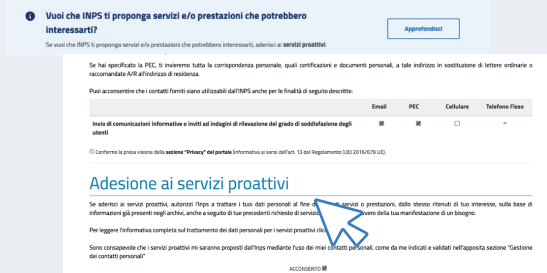 Vuoi che INPS ti proponga servizi e/o prestazioni che potrebbero
interessarti?
Approfondisci
Se vuoi che INPS ti proponga servizi e/o prestazioni che potrebbero interessarti, aderisci ai servizi proattivi.
Se hai specificato la PEC, ti invieremo tutta la corrispondenza personale, quali certificazioni e documenti personali, a tale indirizzo in sostituzione di lettere ordinarie o
raccomandate A/R all'indirizzo di residenza.
Puoi acconsentire che i contatti forniti siano utilizzabili dall'INPS anche per le finalità di seguito descritte:
Email PEC Cellulare Telefono Fisso
Invio di comunicazioni informative o inviti ad indagini di rilevazione del grado di soddisfazione degli
utenti
Confermo la presa visione della sezione "Privacy" del portale (Informativa ai sensi dell'art. 13 del Regolamento (UE) 2016/679 UE).
Adesione ai servizi proattivi
Se aderisci ai servizi proattivi, autorizzi l'Inps a trattare i tuoi dati personali al fine servizi o prestazioni, dallo stesso ritenuti di tuo interesse, sulla base di
informazioni già presenti negli archivi, anche a seguito di tue precedenti richieste di servizio della tua manifestazione di un bisogno.
Per leggere l'informativa completa sul trattamento dei dati personali per i servizi proattivi
Sono consapevole che i servizi proattivi mi saranno proposti dall'Inps mediante l'uso dei miei contatti personali, come da me indicati e validati nell'apposita sezione "Gestione
dei contatti personali"
ACCONSENTO